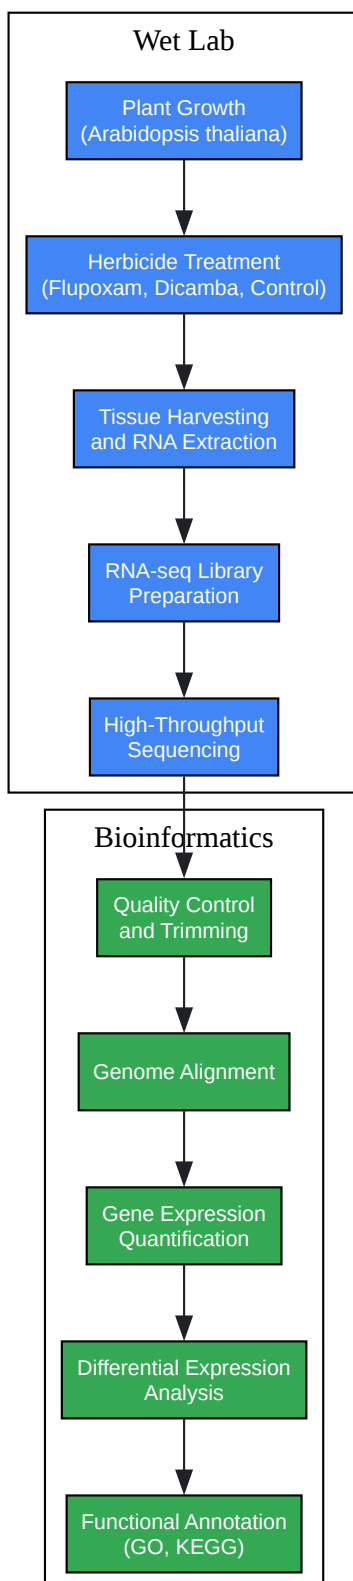 Wet Lab
Plant Growth
(Arabidopsis thaliana)
Herbicide Treatment
(Flupoxam, Dicamba, Control)
Tissue Harvesting
and RNA Extraction
RNA-seq Library
Preparation
High-Throughput
Sequencing
Bioinformatics
Quality Control
and Trimming
Genome Alignment
Gene Expression
Quantification
Differential Expression
Analysis
Functional Annotation
(GO, KEGG)